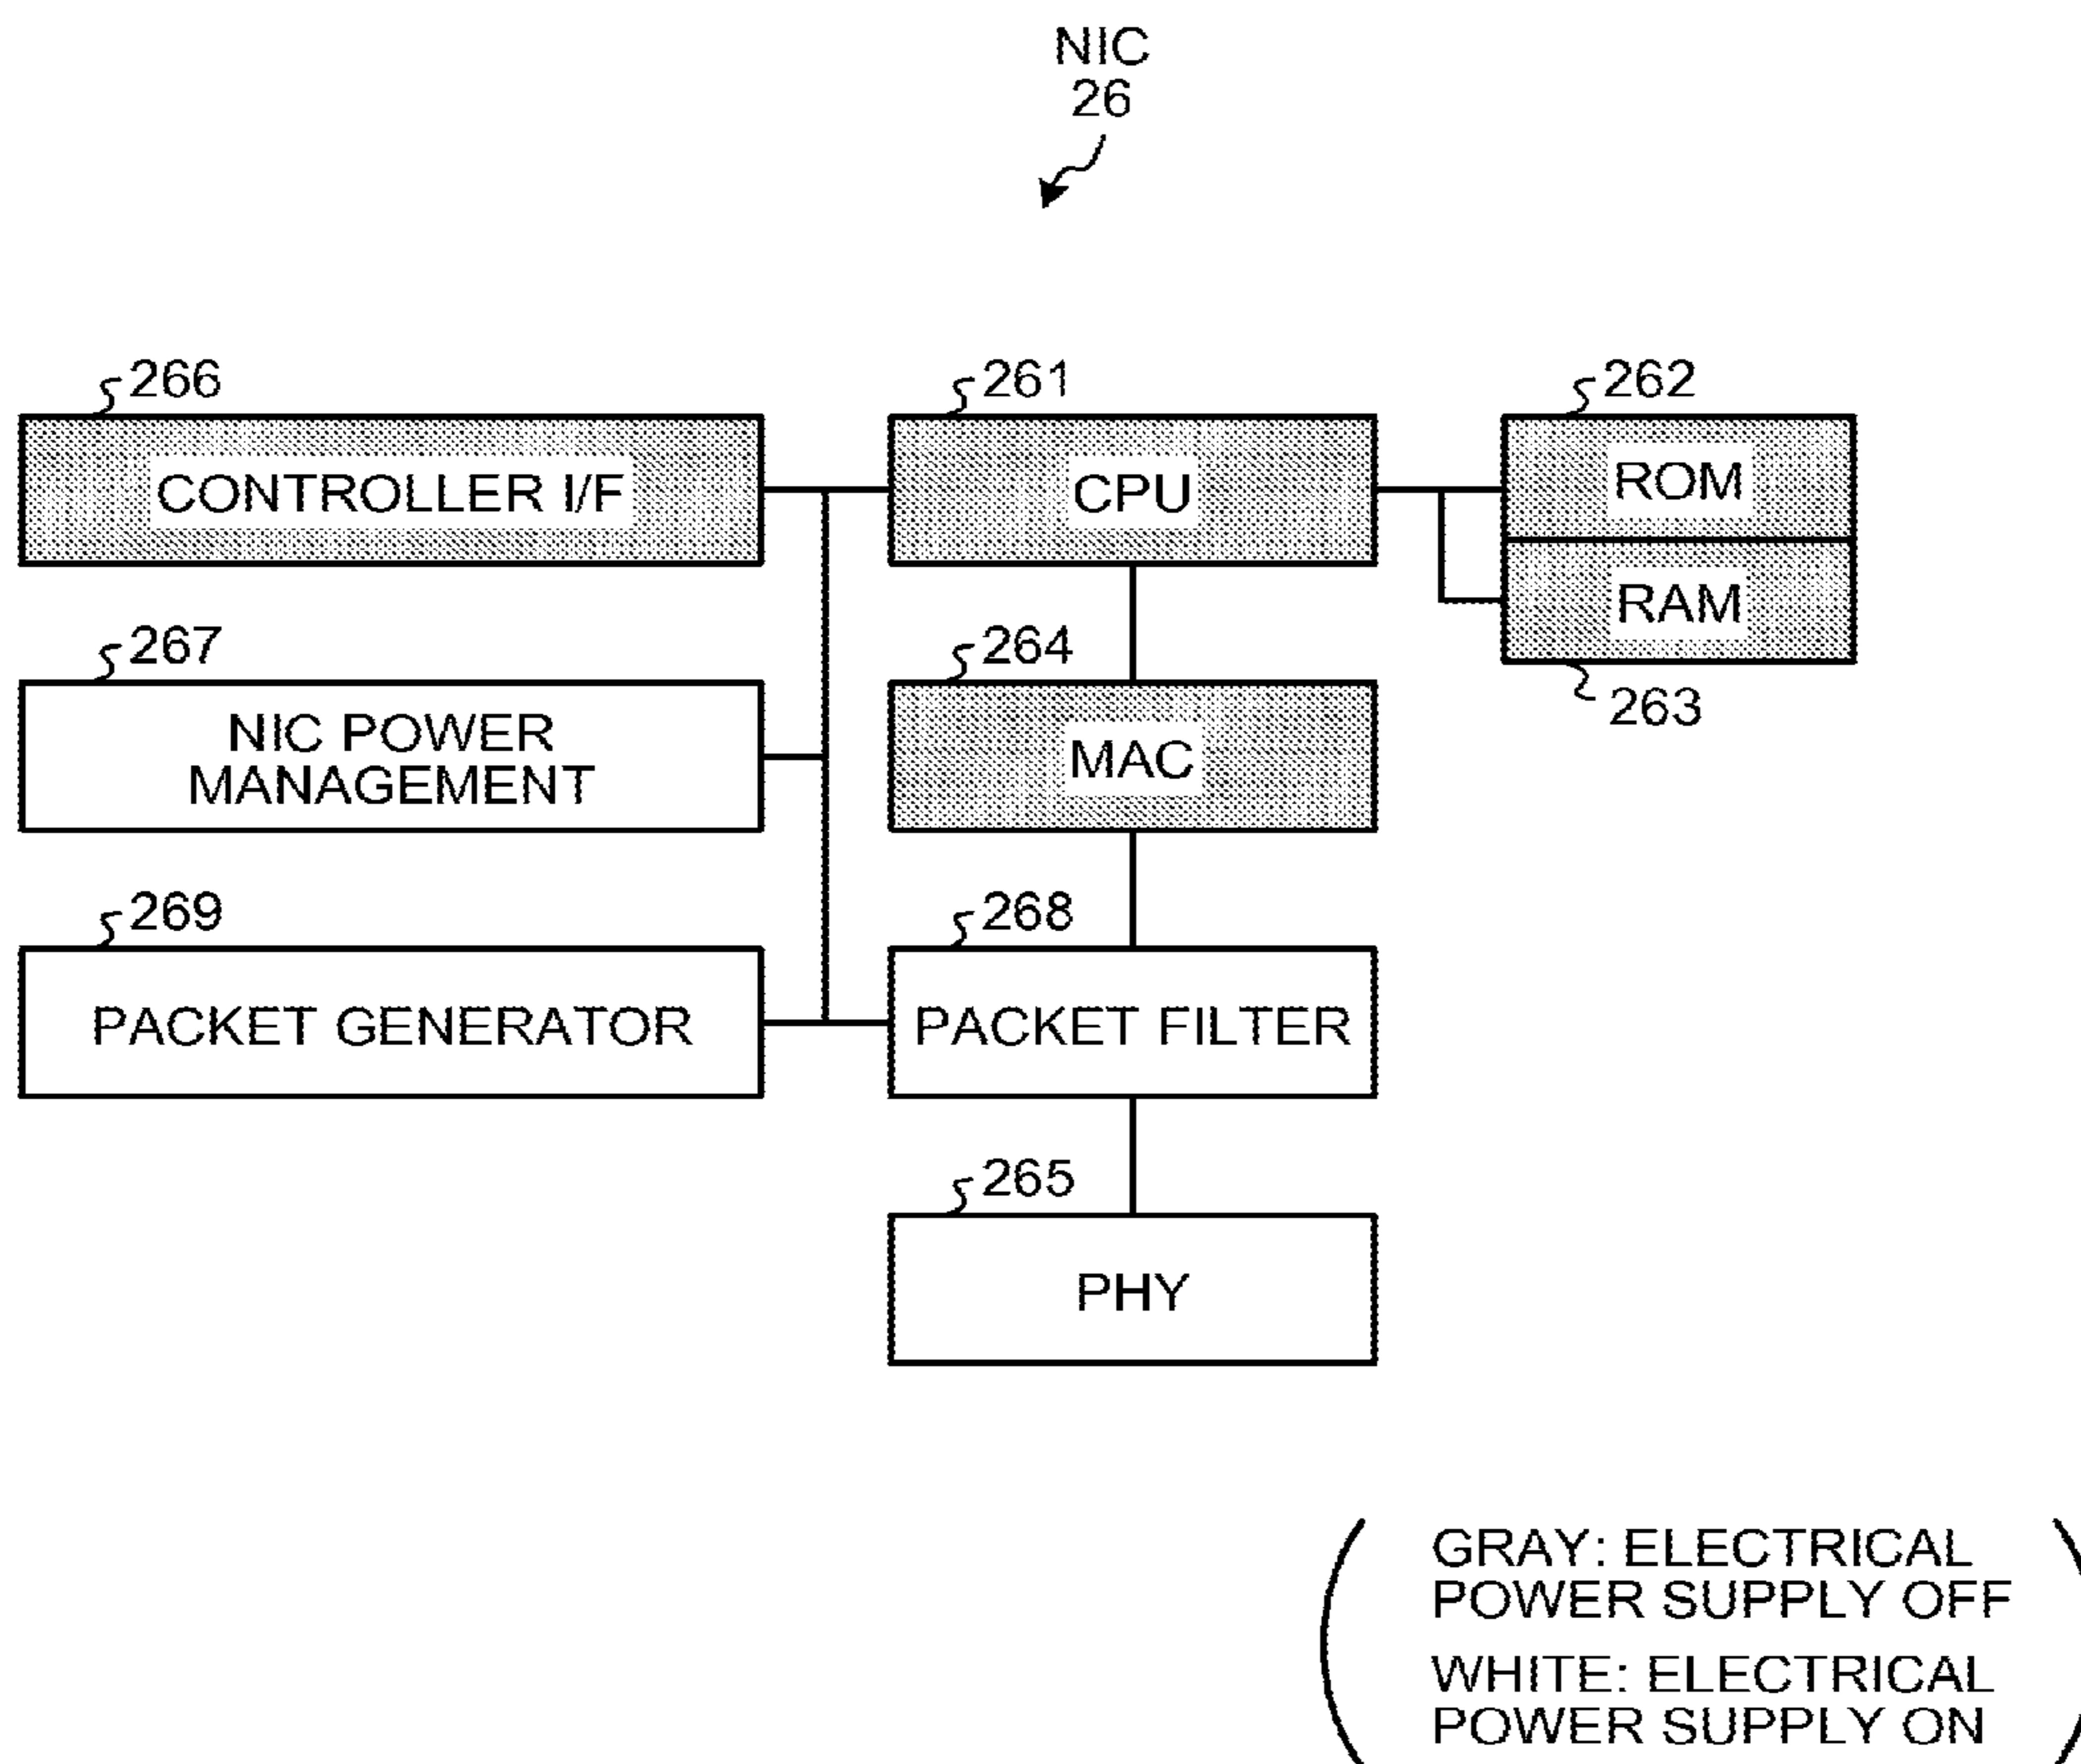 NIC
26
266
261
262
CONTROLLER I/F
CPU
ROM
RAM
263
267
264
NIC POWER
MANAGEMENT
MAC
269
268
PACKET GENERATOR
PACKET FILTER
265
PHY
GRAY: ELECTRICAL
POWER SUPPLY OFF
WHITE: ELECTRICAL
POWER SUPPLY ON